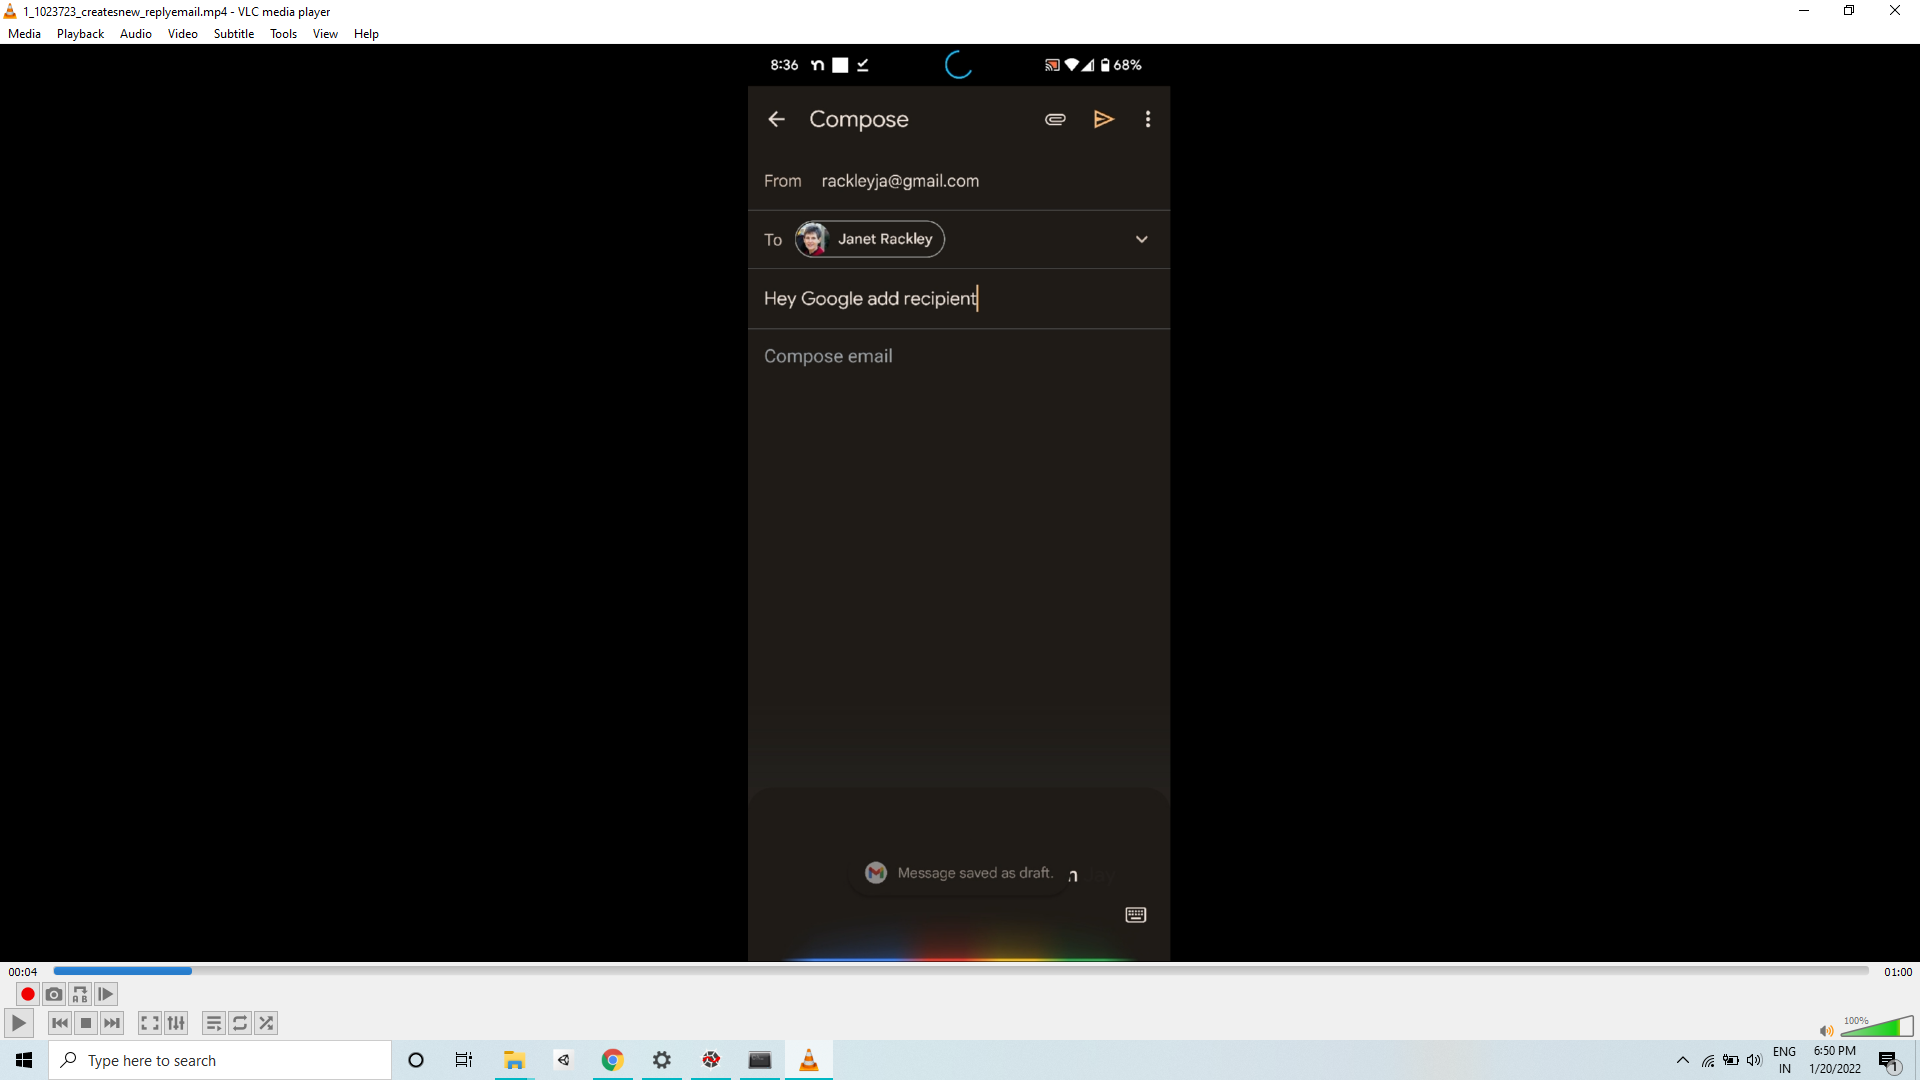 1_1023723_createsnew_replyemail.mp4 - VLC media player
Media Playback Audio Video Subtitle Tools View Help
8:36 68%
Compose
From rackleyja@gmail.com
To Janet Rackley
Hey Google add recipient
Compose email
Message saved as draft.
00:04 01:00
100%
Type here to search
ENG 6:50 PM
IN 1/20/2022
1